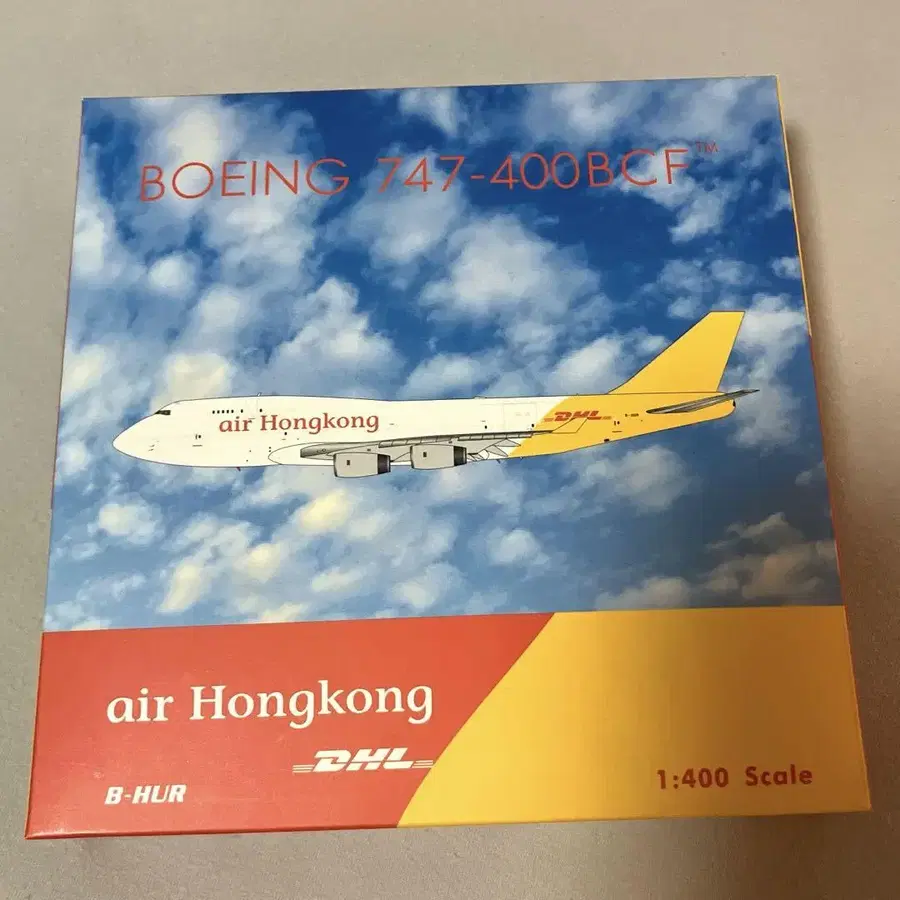 BOEING 747-400BCF™
air Hongkong
DHL
air Hongkong
DHL
B-HUR
1:400 Scale